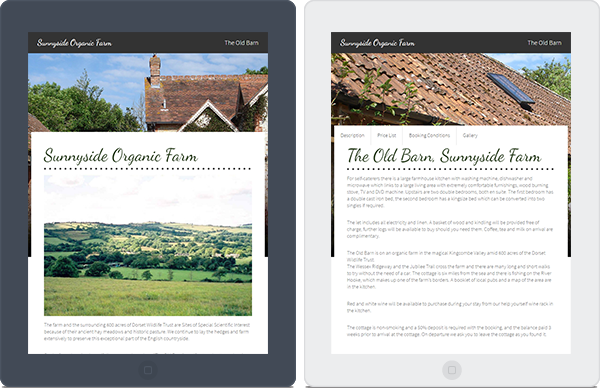 Sunnyside Organic Farm
The Old Barn
Sunnyside Organic Farm
The farm and the surrounding 600 acres of Dorset Wildlife Trust are Sites of Special Scientific Interest
because of their ancient hay meadows and historic pasture. We continue to lay the hedges and farm
extensively to preserve this exceptional part of the English countryside.
Sunnyside Organic Farm
The Old Barn
Description
Price List
Booking Conditions
Gallery
The Old Barn, Sunnyside Farm
For self-caterers there is a large farmhouse kitchen with washing machine, dishwasher and
microwave which links to a large living area with extremely comfortable furnishings, wood burning
stove, TV and DVD machine. Upstairs are two double bedrooms, both en suite. The first bedroom has
a double cast iron bed, the second bedroom has a kingsize bed which can be converted into two
singles if required.
The let includes all electricity and linen. A basket of wood and kindling will be provided free of
charge, further logs will be available to buy should you need them. Coffee, tea and milk on arrival are
complimentary.
The Old Barn is on an organic farm in the magical Kingcombe valley amid 600 acres of the Dorset
Wildlife Trust.
The Wessex Ridgeway and the Jubilee Trail cross the farm and there are many long and short walks
to try without the need of a car. The cottage is six miles from the sea and there is fishing on the River
Hooke, which makes up one of the farm's borders. A booklet of local pubs and a map of the area are
in the kitchen.
Red and white wine will be available to purchase during your stay from our help yourself wine rack in
the kitchen.
The cottage is non-smoking and a 50% deposit is required with the booking, and the balance paid 3
weeks prior to arrival at the cottage. On departure we ask you to leave the cottage as you found it.